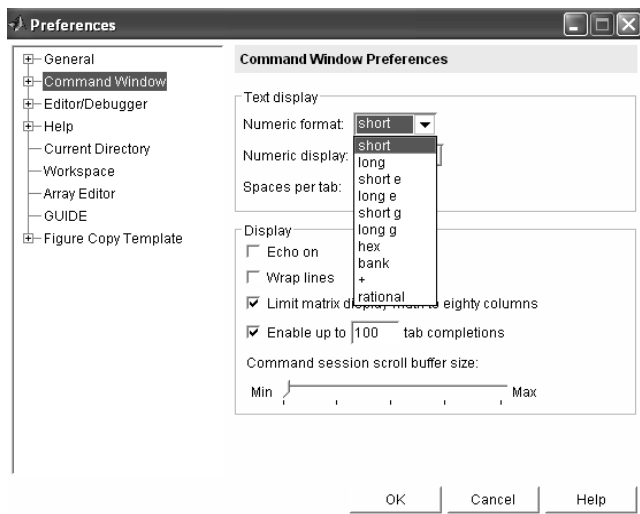 Preferences
General
Command Window
Editor/Debugger
Help
Current Directory
Workspace
Array Editor
GUIDE
Figure Copy Template
Command Window Preferences
Text display
Numeric format: short
Numeric display:
Spaces per tab:
short
long
short e
long e
short g
long g
hex
bank
+
rational
Display
Echo on
Wrap lines
Limit matrix display width to eighty columns
Enable up to 100 tab completions
Command session scroll buffer size:
Min Max
OK Cancel Help